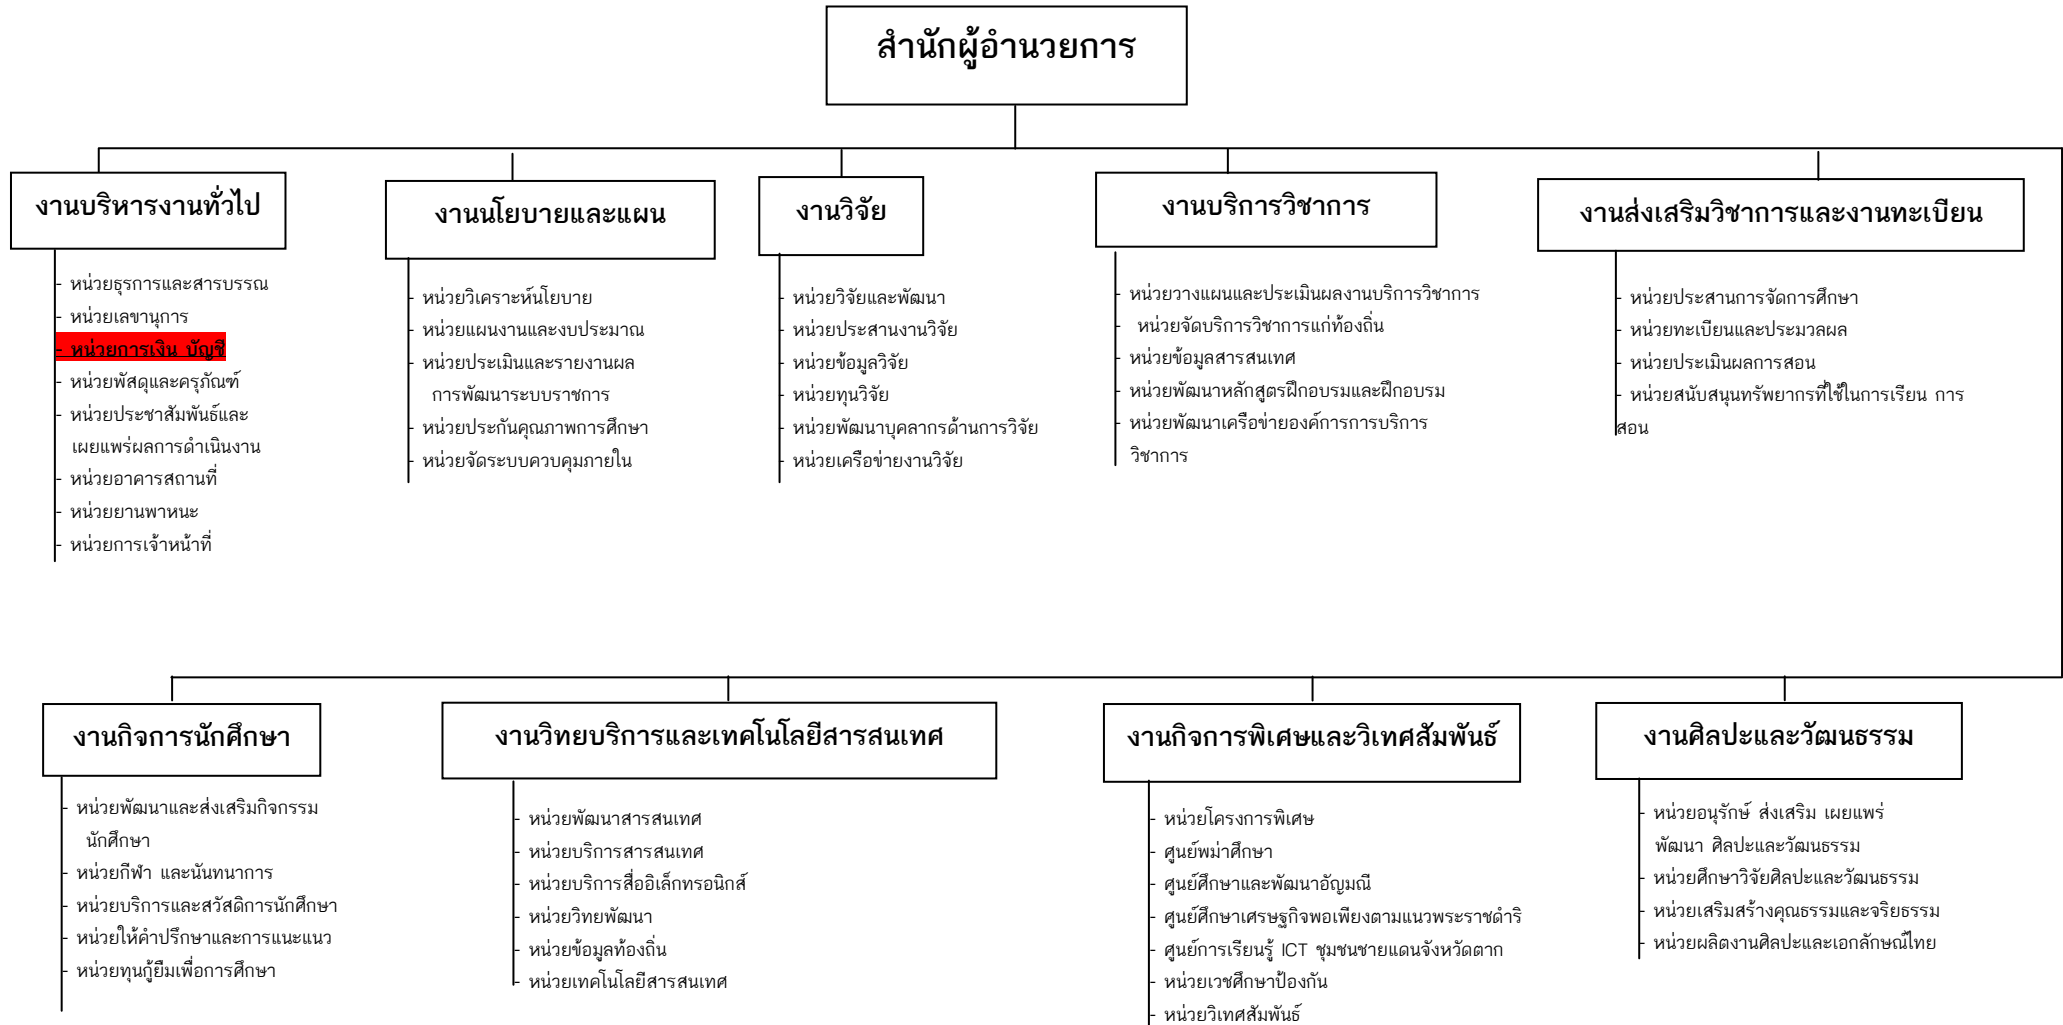 สำนักผู้อำนวยการ
งานบริหารงานทั่วไป
- หน่วยธุรการและสารบรรณ
- หน่วยเลขานุการ
- หน่วยการเงิน บัญชี
- หน่วยพัสดุและครุภัณฑ์
- หน่วยประชาสัมพันธ์และ
เผยแพร่ผลการดำเนินงาน
- หน่วยอาคารสถานที่
- หน่วยยานพาหนะ
- หน่วยการเจ้าหน้าที่
งานนโยบายและแผน
- หน่วยวิเคราะห์นโยบาย
- หน่วยแผนงานและงบประมาณ
- หน่วยประเมินและรายงานผล
การพัฒนาระบบราชการ
- หน่วยประกันคุณภาพการศึกษา
- หน่วยจัดระบบควบคุมภายใน
งานวิจัย
- หน่วยวิจัยและพัฒนา
- หน่วยประสานงานวิจัย
- หน่วยข้อมูลวิจัย
- หน่วยทุนวิจัย
- หน่วยพัฒนาบุคลากรด้านการวิจัย
- หน่วยเครือข่ายงานวิจัย
งานบริการวิชาการ
- หน่วยวางแผนและประเมินผลงานบริการวิชาการ
- หน่วยจัดบริการวิชาการแก่ท้องถิ่น
- หน่วยข้อมูลสารสนเทศ
- หน่วยพัฒนาหลักสูตรฝึกอบรมและฝึกอบรม
- หน่วยพัฒนาเครือข่ายองค์การการบริการ
วิชาการ
งานส่งเสริมวิชาการและงานทะเบียน
- หน่วยประสานการจัดการศึกษา
- หน่วยทะเบียนและประมวลผล
- หน่วยประเมินผลการสอน
- หน่วยสนับสนุนทรัพยากรที่ใช้ในการเรียน การ
สอน
งานกิจการนักศึกษา
- หน่วยพัฒนาและส่งเสริมกิจกรรม
นักศึกษา
- หน่วยกีฬา และนันทนาการ
- หน่วยบริการและสวัสดิการนักศึกษา
- หน่วยให้คำปรึกษาและการแนะแนว
- หน่วยทุนกู้ยืมเพื่อการศึกษา
งานวิทยบริการและเทคโนโลยีสารสนเทศ
- หน่วยพัฒนาสารสนเทศ
- หน่วยบริการสารสนเทศ
- หน่วยบริการสื่ออิเล็กทรอนิกส์
- หน่วยวิทยพัฒนา
- หน่วยข้อมูลท้องถิ่น
- หน่วยเทคโนโลยีสารสนเทศ
งานกิจการพิเศษและวิเทศสัมพันธ์
- หน่วยโครงการพิเศษ
- ศูนย์พม่าศึกษา
- ศูนย์ศึกษาและพัฒนาอัญมณี
- ศูนย์ศึกษาเศรษฐกิจพอเพียงตามแนวพระราชดำริ
- ศูนย์การเรียนรู้ ICT ชุมชนชายแดนจังหวัดตาก
- หน่วยเวชศึกษาป้องกัน
- หน่วยวิเทศสัมพันธ์
งานศิลปะและวัฒนธรรม
- หน่วยอนุรักษ์ ส่งเสริม เผยแพร่
พัฒนา ศิลปะและวัฒนธรรม
- หน่วยศึกษาวิจัยศิลปะและวัฒนธรรม
- หน่วยเสริมสร้างคุณธรรมและจริยธรรม
- หน่วยผลิตงานศิลปะและเอกลักษณ์ไทย